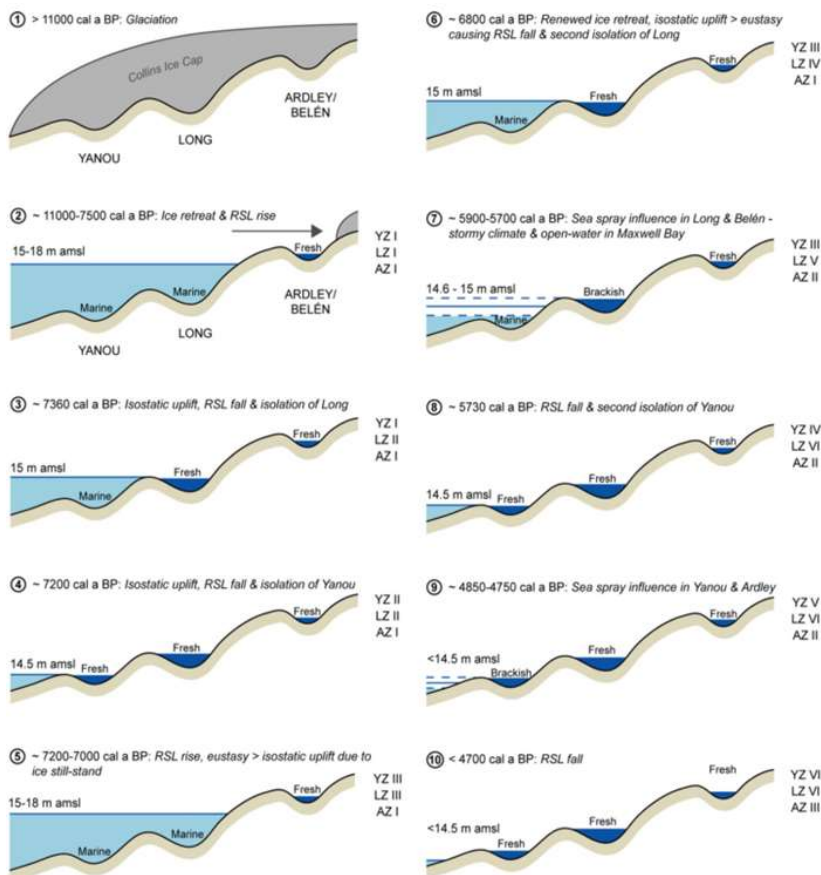 ① > 11000 cal a BP: Glaciation
Collins Ice Cap
ARDLEY/
BELÉN
LONG
YANOU
② ~ 11000-7500 cal a BP: Ice retreat & RSL rise
15-18 m amsl
Fresh
YZ I
LZ I
AZ I
Marine
Marine
ARDLEY/
BELÉN
LONG
YANOU
③ ~ 7360 cal a BP: Isostatic uplift, RSL fall & isolation of Long
Fresh
YZ I
LZ II
AZ I
15 m amsl
Fresh
Marine
④ ~ 7200 cal a BP: Isostatic uplift, RSL fall & isolation of Yanou
Fresh
YZ II
LZ II
AZ I
Fresh
14.5 m amsl
Fresh
⑤ ~ 7200-7000 cal a BP: RSL rise, eustasy > isostatic uplift due to
ice still-stand
Fresh
YZ III
LZ III
AZ I
15-18 m amsl
Marine
Marine
⑥ ~ 6800 cal a BP: Renewed ice retreat, isostatic uplift > eustasy
causing RSL fall & second isolation of Long
Fresh
YZ III
LZ IV
AZ I
15 m amsl
Fresh
Marine
⑦ ~ 5900-5700 cal a BP: Sea spray influence in Long & Belén -
stormy climate & open-water in Maxwell Bay
Fresh
YZ III
LZ V
AZ II
14.6 - 15 m amsl
Brackish
Marine
⑧ ~ 5730 cal a BP: RSL fall & second isolation of Yanou
Fresh
YZ IV
LZ VI
AZ II
Fresh
14.5 m amsl
Fresh
⑨ ~ 4850-4750 cal a BP: Sea spray influence in Yanou & Ardley
Fresh
YZ V
LZ VI
AZ II
<14.5 m amsl
Fresh
Brackish
⑩ < 4700 cal a BP: RSL fall
Fresh
YZ VI
LZ VI
AZ III
<14.5 m amsl
Fresh
Fresh